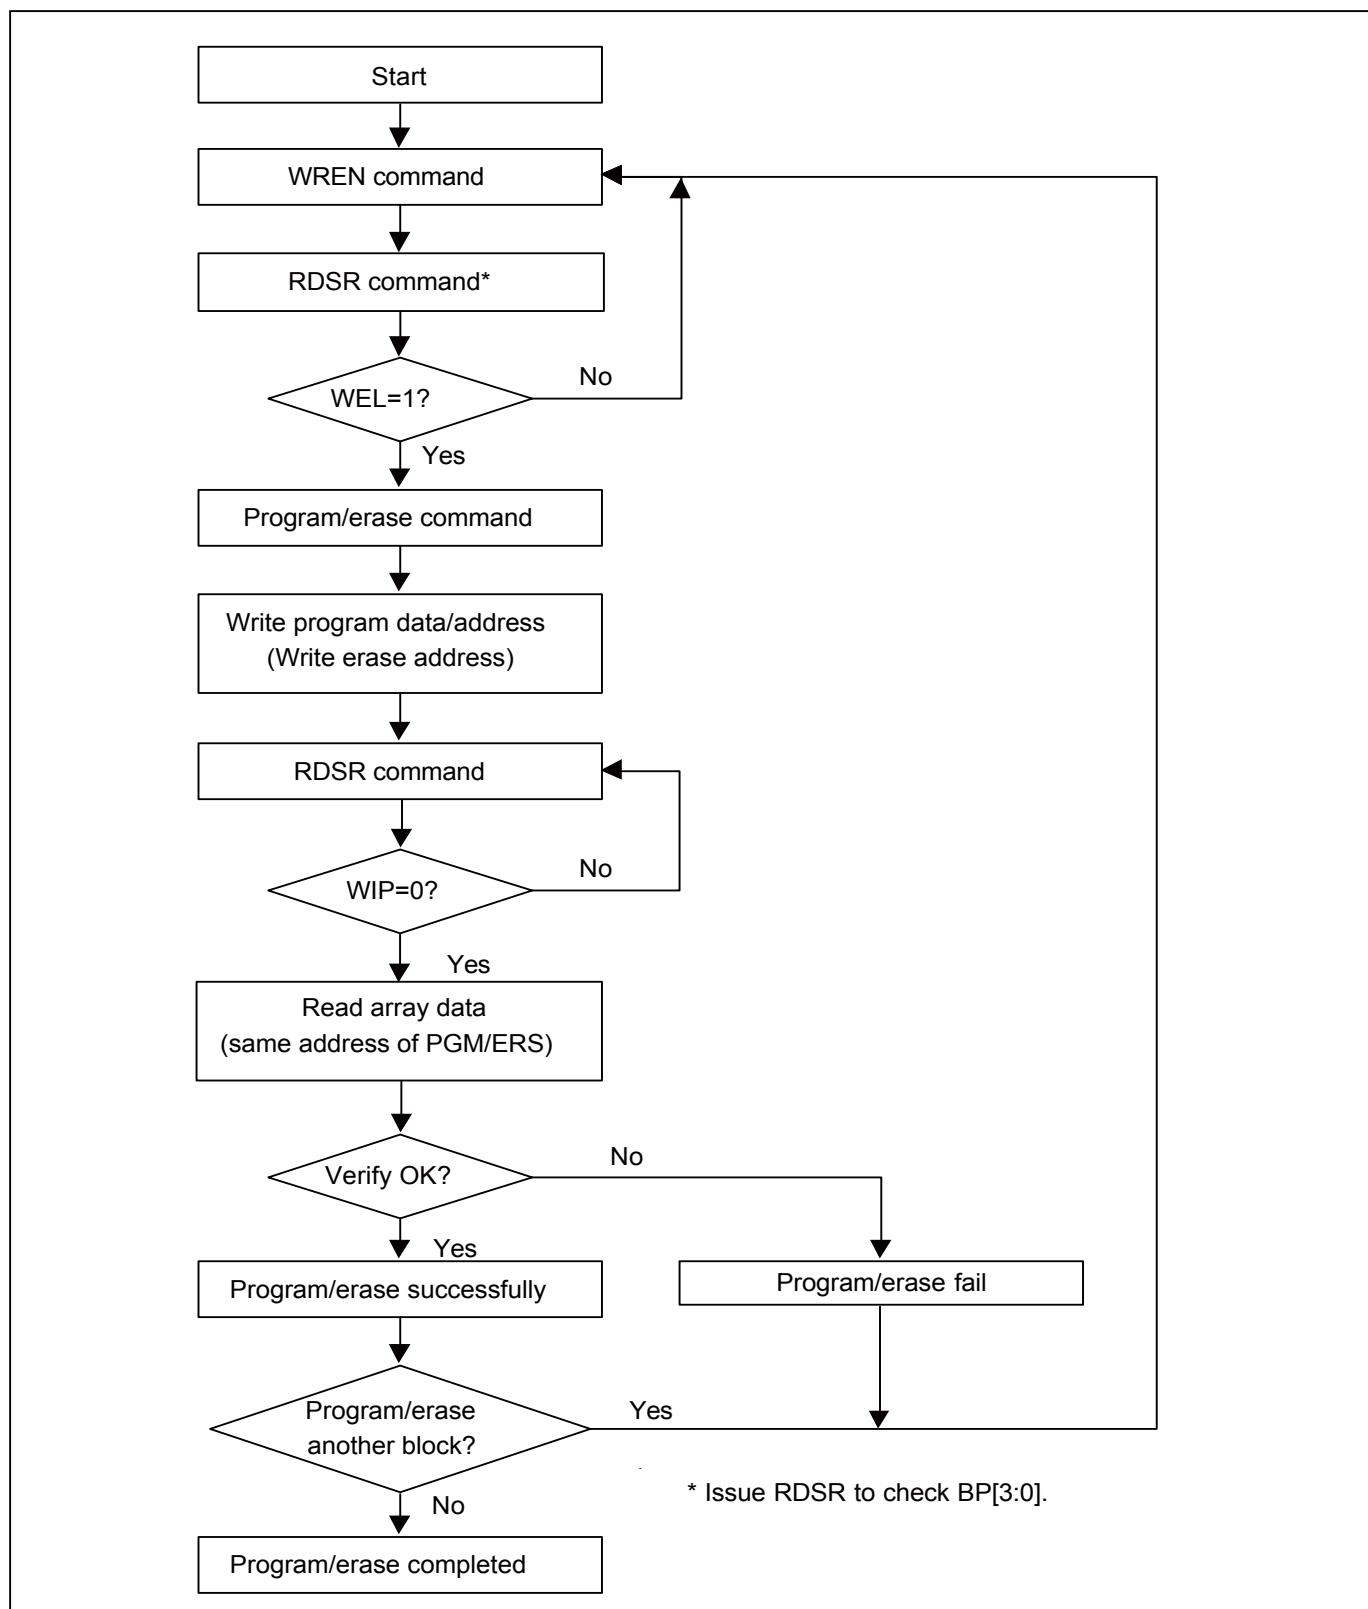 Start
WREN command
RDSR command*
WEL=1?
No
Yes
Program/erase command
Write program data/address
(Write erase address)
RDSR command
WIP=0?
No
Yes
Read array data
(same address of PGM/ERS)
Verify OK?
No
Yes
Program/erase successfully
Program/erase fail
Program/erase
another block?
Yes
* Issue RDSR to check BP[3:0].
No
Program/erase completed